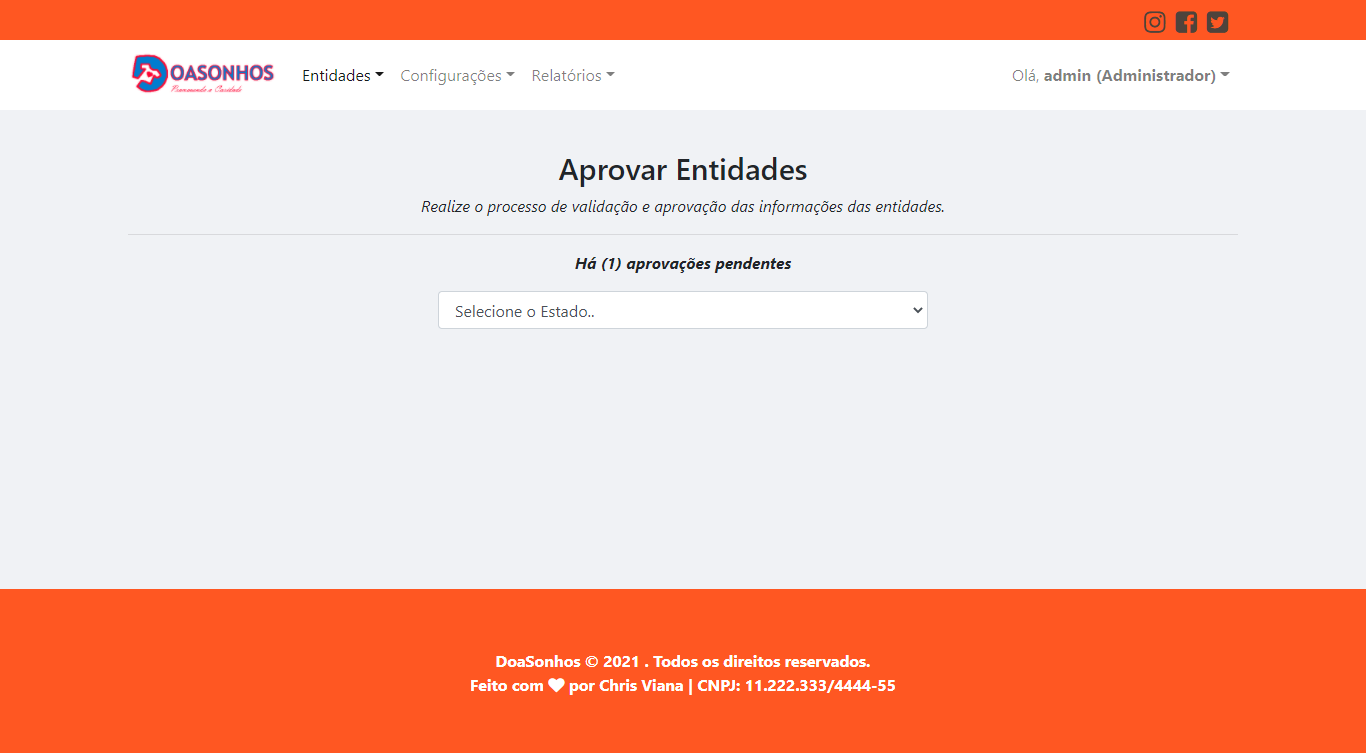 DOASONHOS
Entidades
Configurações
Relatórios
Olá, admin (Administrador)
Aprovar Entidades
Realize o processo de validação e aprovação das informações das entidades.
Há (1) aprovações pendentes
Selecione o Estado..
DoaSonhos © 2021 . Todos os direitos reservados.
Feito com ♥ por Chris Viana | CNPJ: 11.222.333/4444-55